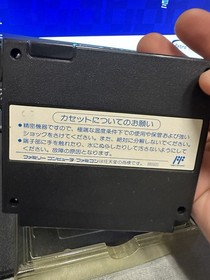 カセットについてのお願い
●精密機器ですので、極端な温度条件下での使用や保管および強い
ショックをさけてください。また、絶対に分解しないでください。
●端子部に手を触れたり、水にぬらしたりして汚さないようにして
ください。故障の原因となります。
ファミリーコンピュータ・ファミコンは任天堂の商標です。